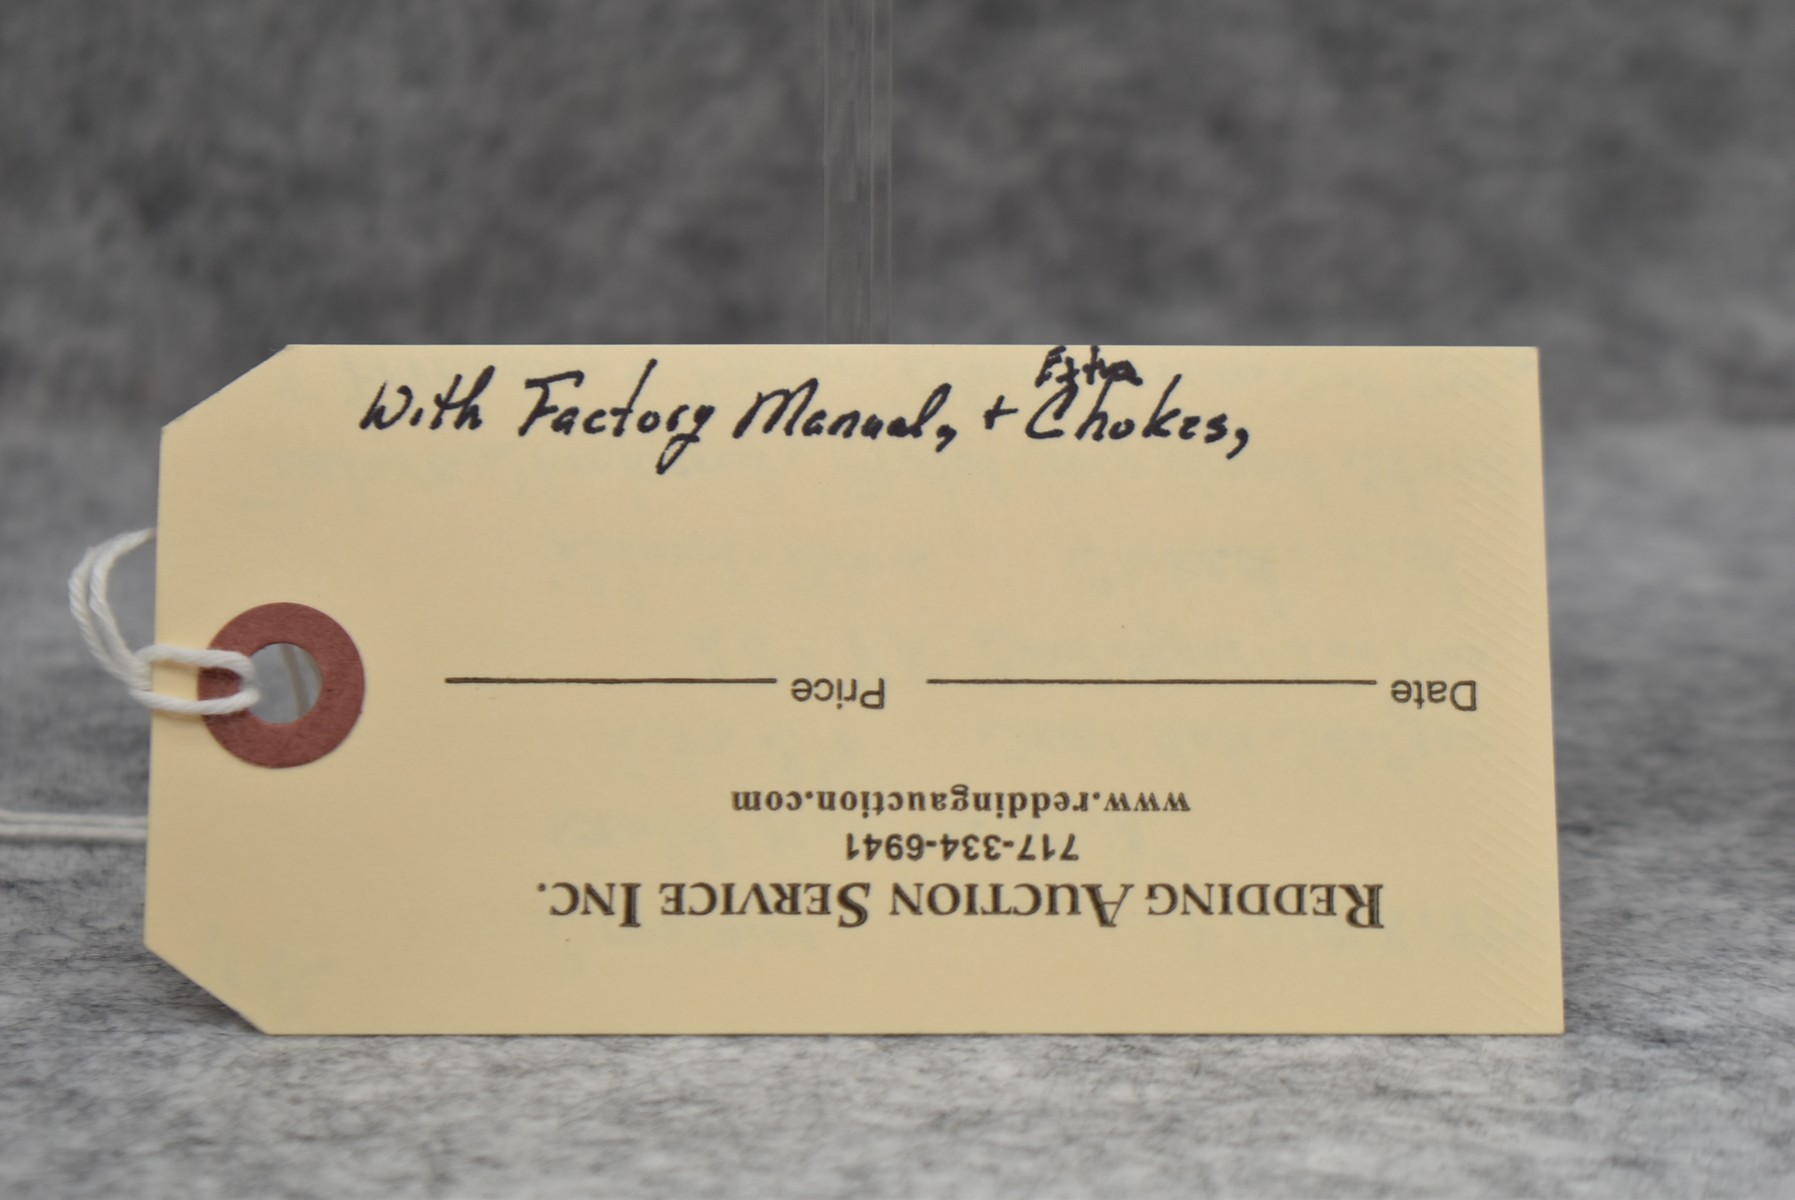 With Factory Manual, + Extra Chokes,
REDDING AUCTION SERVICE INC.
717-334-6941
www.reddingauction.com
Date Price